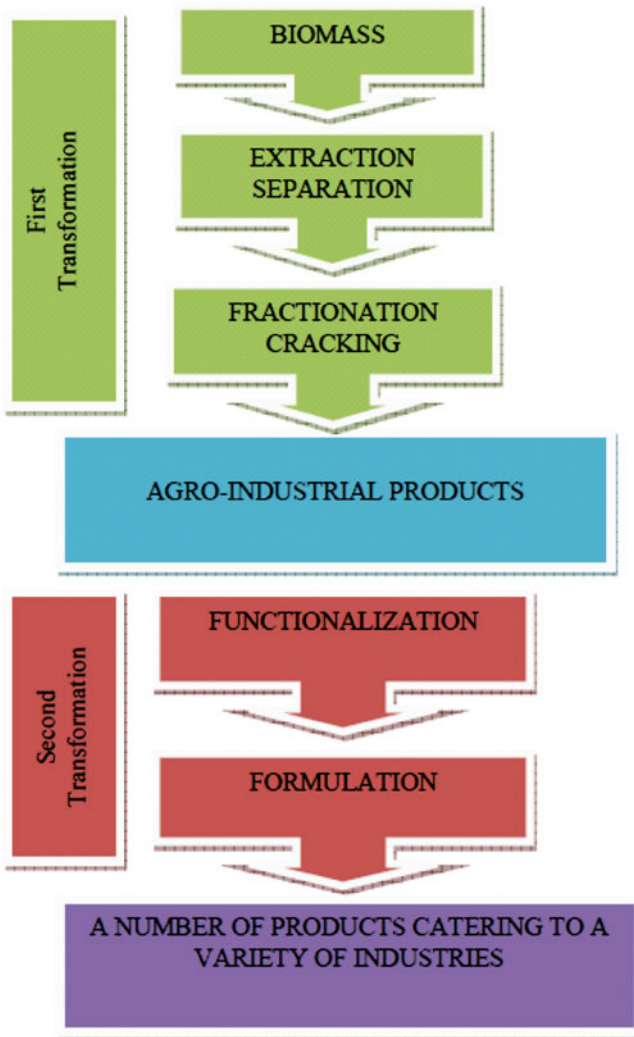 BIOMASS
First
Transformation
EXTRACTION
SEPARATION
FRACTIONATION
CRACKING
AGRO-INDUSTRIAL PRODUCTS
Second
Transformation
FUNCTIONALIZATION
FORMULATION
A NUMBER OF PRODUCTS CATERING TO A
VARIETY OF INDUSTRIES